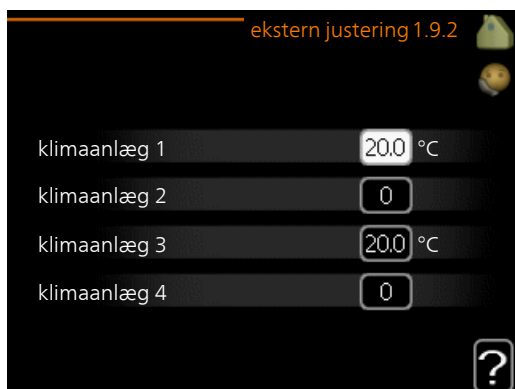 ekstern justering 1.9.2
klimaanlæg 1 20.0 °C
klimaanlæg 2 0
klimaanlæg 3 20.0 °C
klimaanlæg 4 0
?